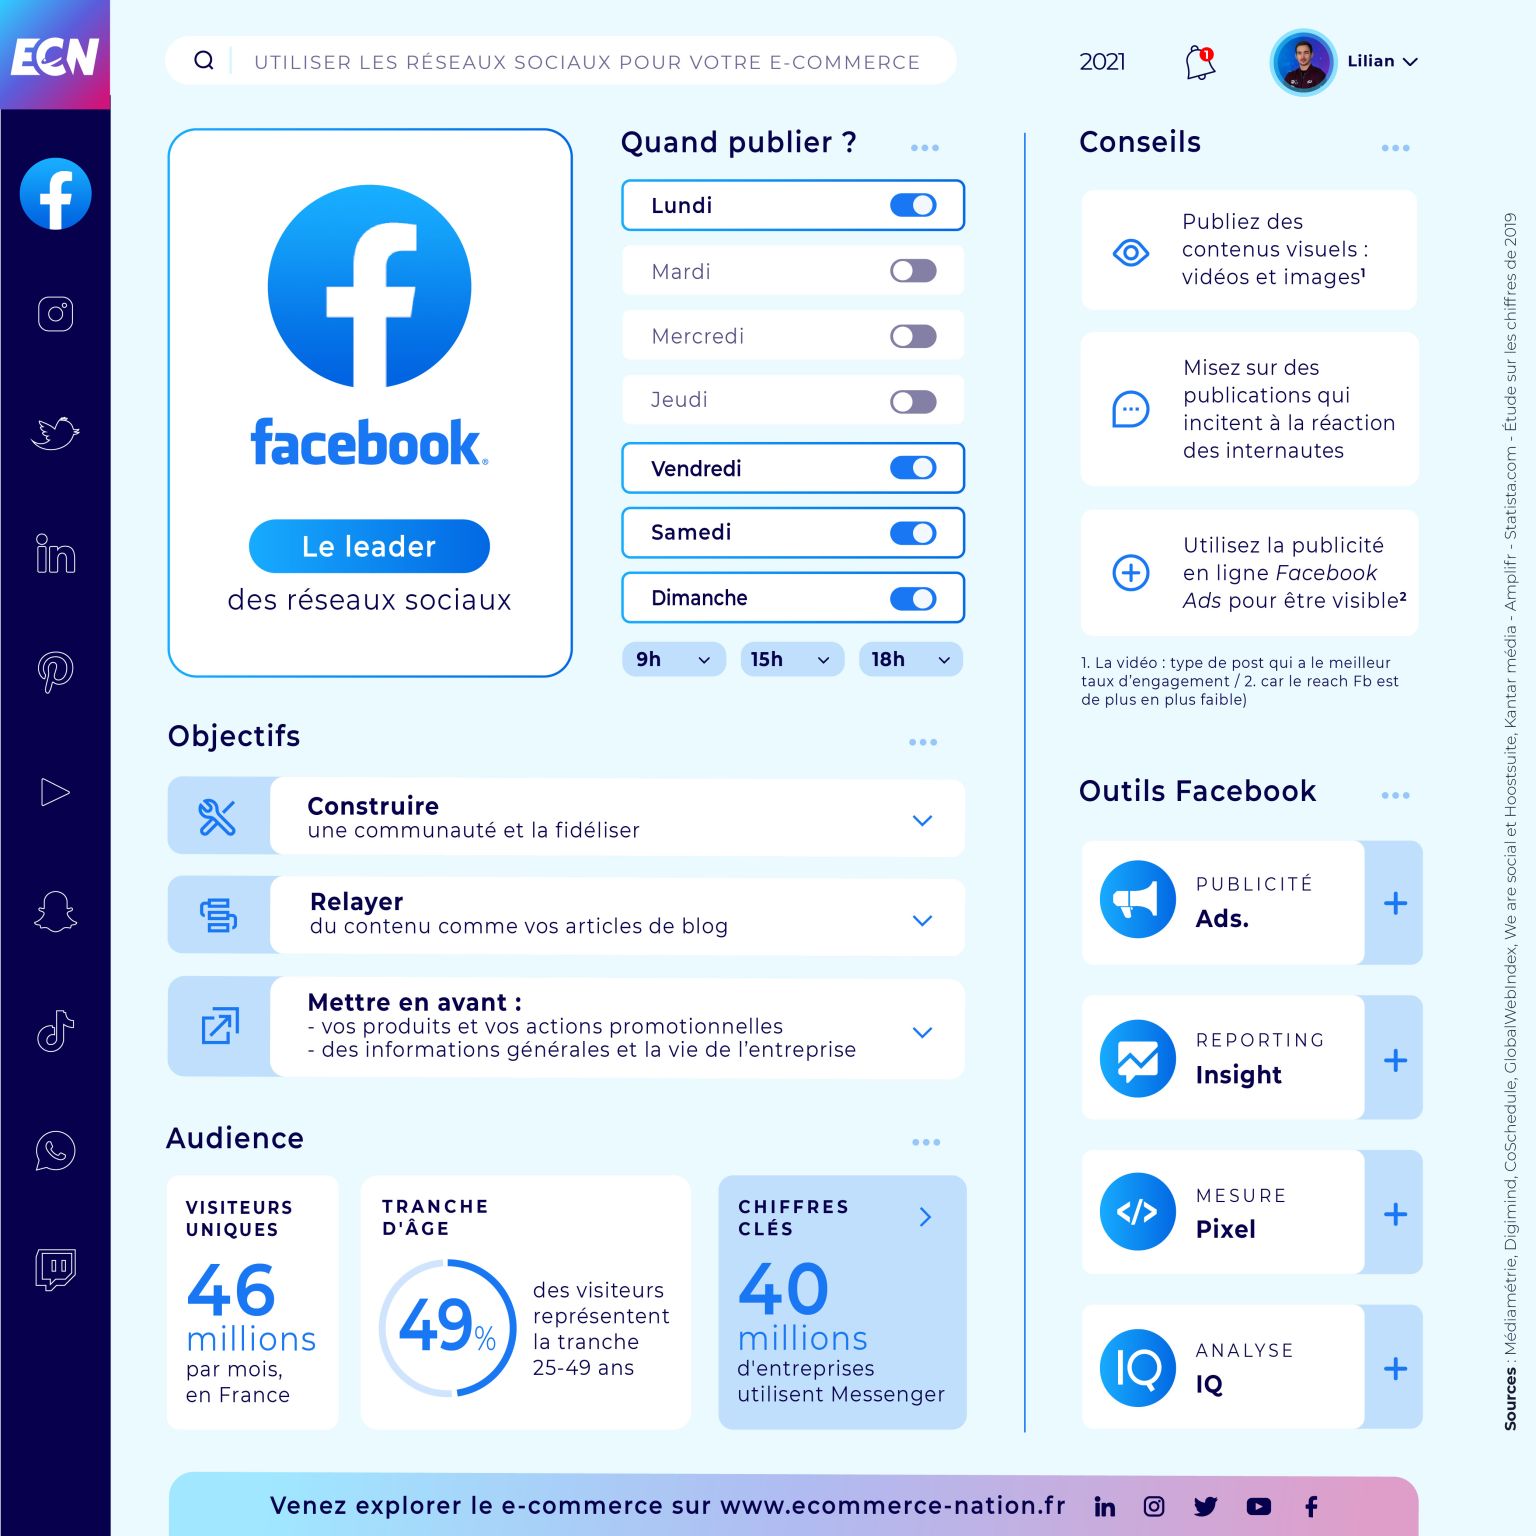 ECN
UTILISER LES RÉSEAUX SOCIAUX POUR VOTRE E-COMMERCE
2021
1
Lilian
facebook®
Le leader
des réseaux sociaux
Quand publier ?
Lundi
Mardi
Mercredi
Jeudi
Vendredi
Samedi
Dimanche
9h
15h
18h
Conseils
Publiez des
contenus visuels :
vidéos et images¹
Misez sur des
publications qui
incitent à la réaction
des internautes
Utilisez la publicité
en ligne Facebook
Ads pour être visible²
1. La vidéo : type de post qui a le meilleur
taux d'engagement / 2. car le reach Fb est
de plus en plus faible)
Objectifs
Construire
une communauté et la fidéliser
Relayer
du contenu comme vos articles de blog
Mettre en avant :
- vos produits et vos actions promotionnelles
- des informations générales et la vie de l'entreprise
Outils Facebook
PUBLICITÉ
Ads.
REPORTING
Insight
MESURE
Pixel
IQ
ANALYSE
IQ
Audience
VISITEURS
UNIQUES
46
millions
par mois,
en France
TRANCHE
D'ÂGE
49%
des visiteurs
représentent
la tranche
25-49 ans
CHIFFRES
CLÉS
40
millions
d'entreprises
utilisent Messenger
Venez explorer le e-commerce sur www.ecommerce-nation.fr
Sources : Médiamétrie, Digimind, CoSchedule, GlobalWebIndex, We are social et Hoostsuite, Kantar média - Amplifr - Statista.com - Étude sur les chiffres de 2019